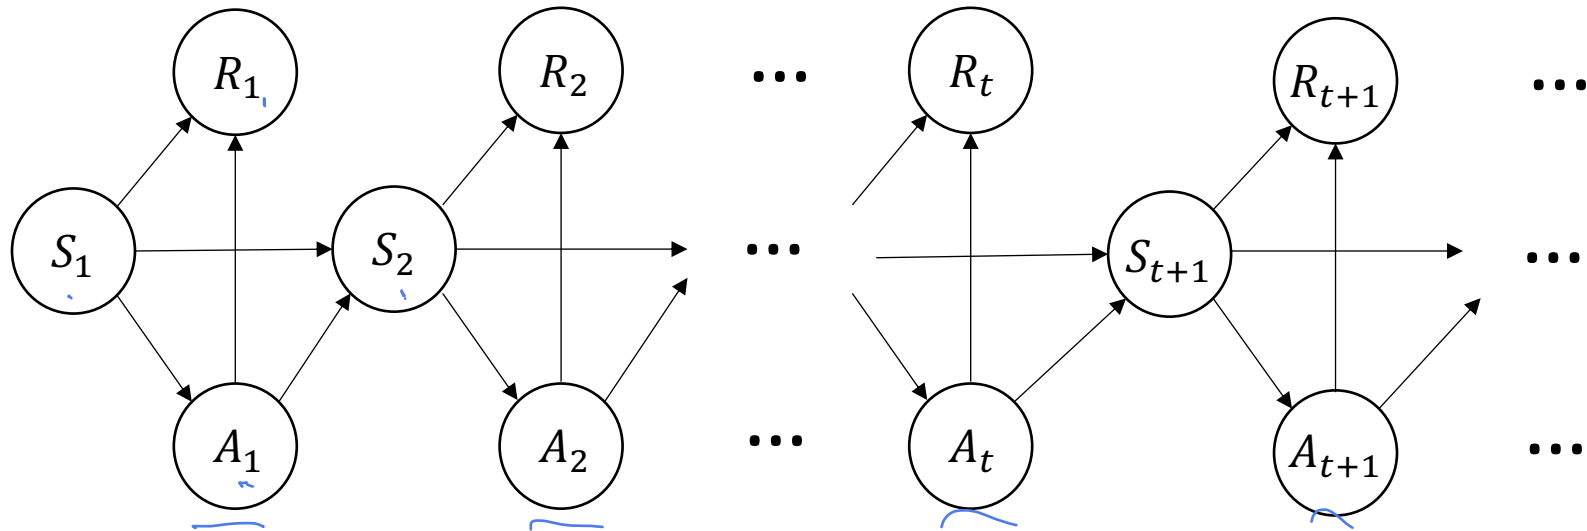 R₁ R₂ ... Rₜ Rₜ₊₁ ...
S₁ S₂ ... Sₜ₊₁ ...
A₁ A₂ ... Aₜ Aₜ₊₁ ...